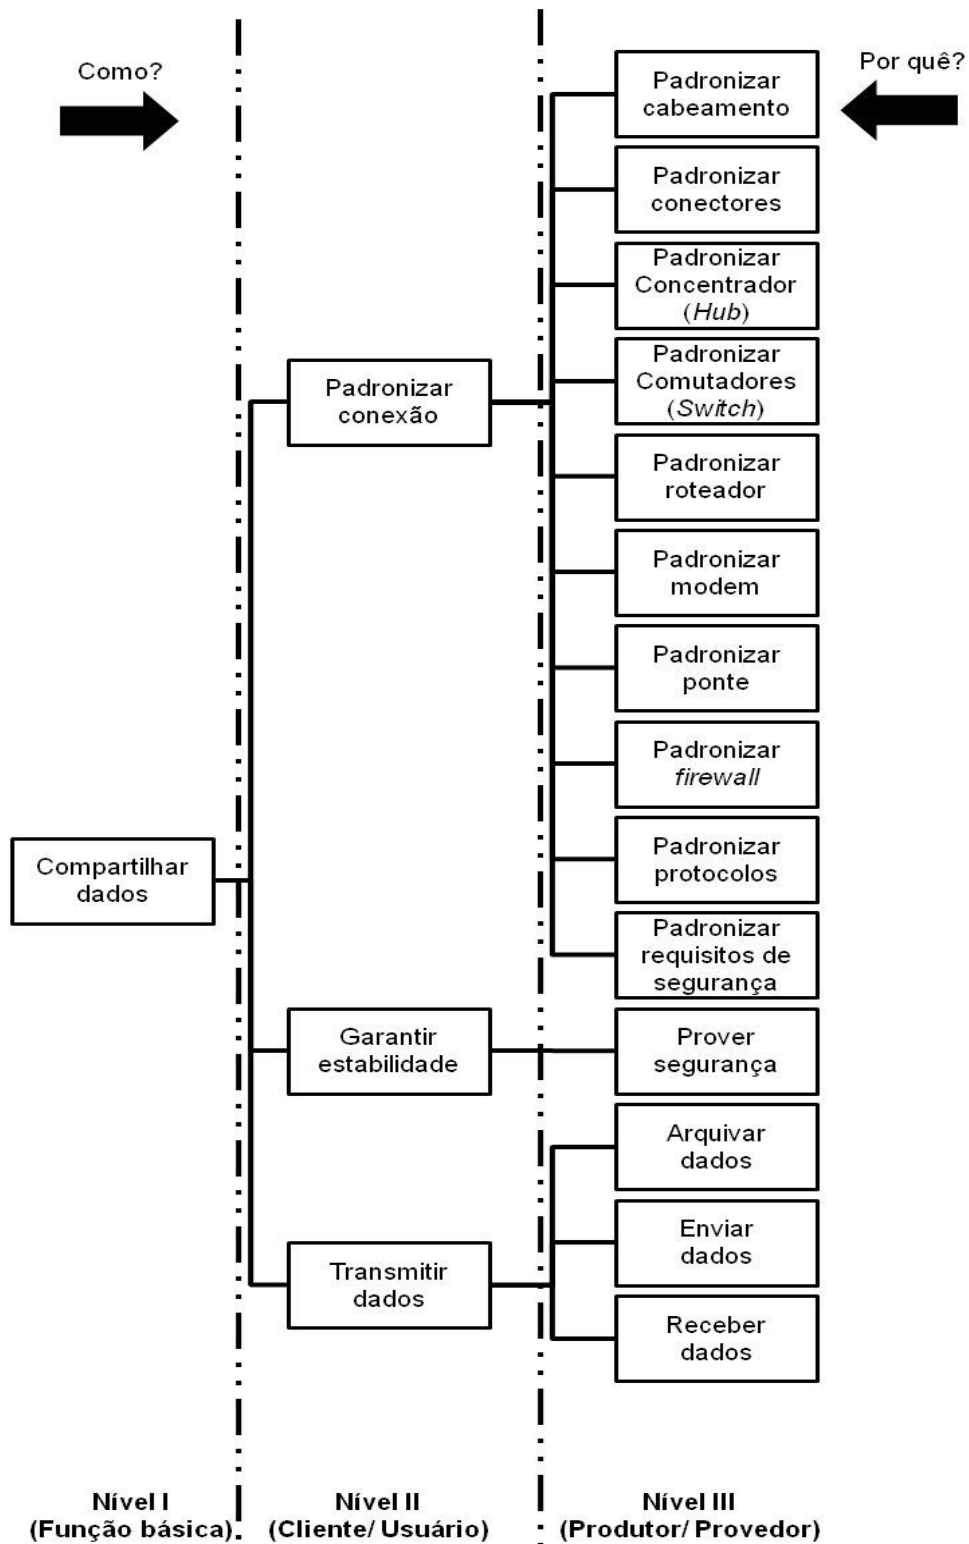 Como?
Por quê?
Padronizar
cabeamento
Padronizar
conectores
Padronizar
Concentrador
(Hub)
Padronizar
Comutadores
(Switch)
Padronizar
conexão
Padronizar
roteador
Padronizar
modem
Padronizar
ponte
Padronizar
firewall
Compartilhar
dados
Padronizar
protocolos
Padronizar
requisitos de
segurança
Garantir
estabilidade
Prover
segurança
Arquivar
dados
Enviar
dados
Transmitir
dados
Receber
dados
Nível I
(Função básica)
Nível II
(Cliente/ Usuário)
Nível III
(Produtor/ Provedor)